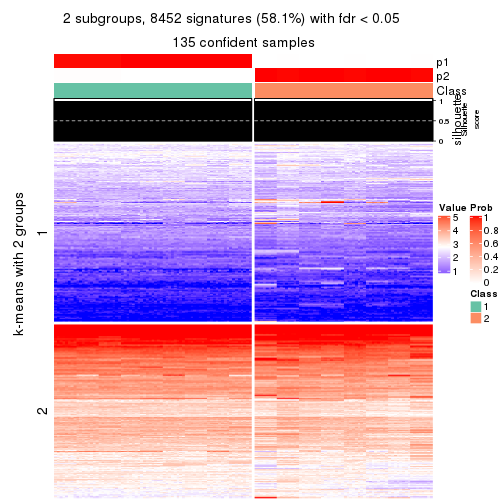 2 subgroups, 8452 signatures (58.1%) with fdr < 0.05
135 confident samples
p1
p2
Class
silhouette
Silhouette
score
1
0.5
0
k-means with 2 groups
1
2
Value
5
4
3
2
1
Prob
1
0.8
0.6
0.4
0.2
0
Class
1
2